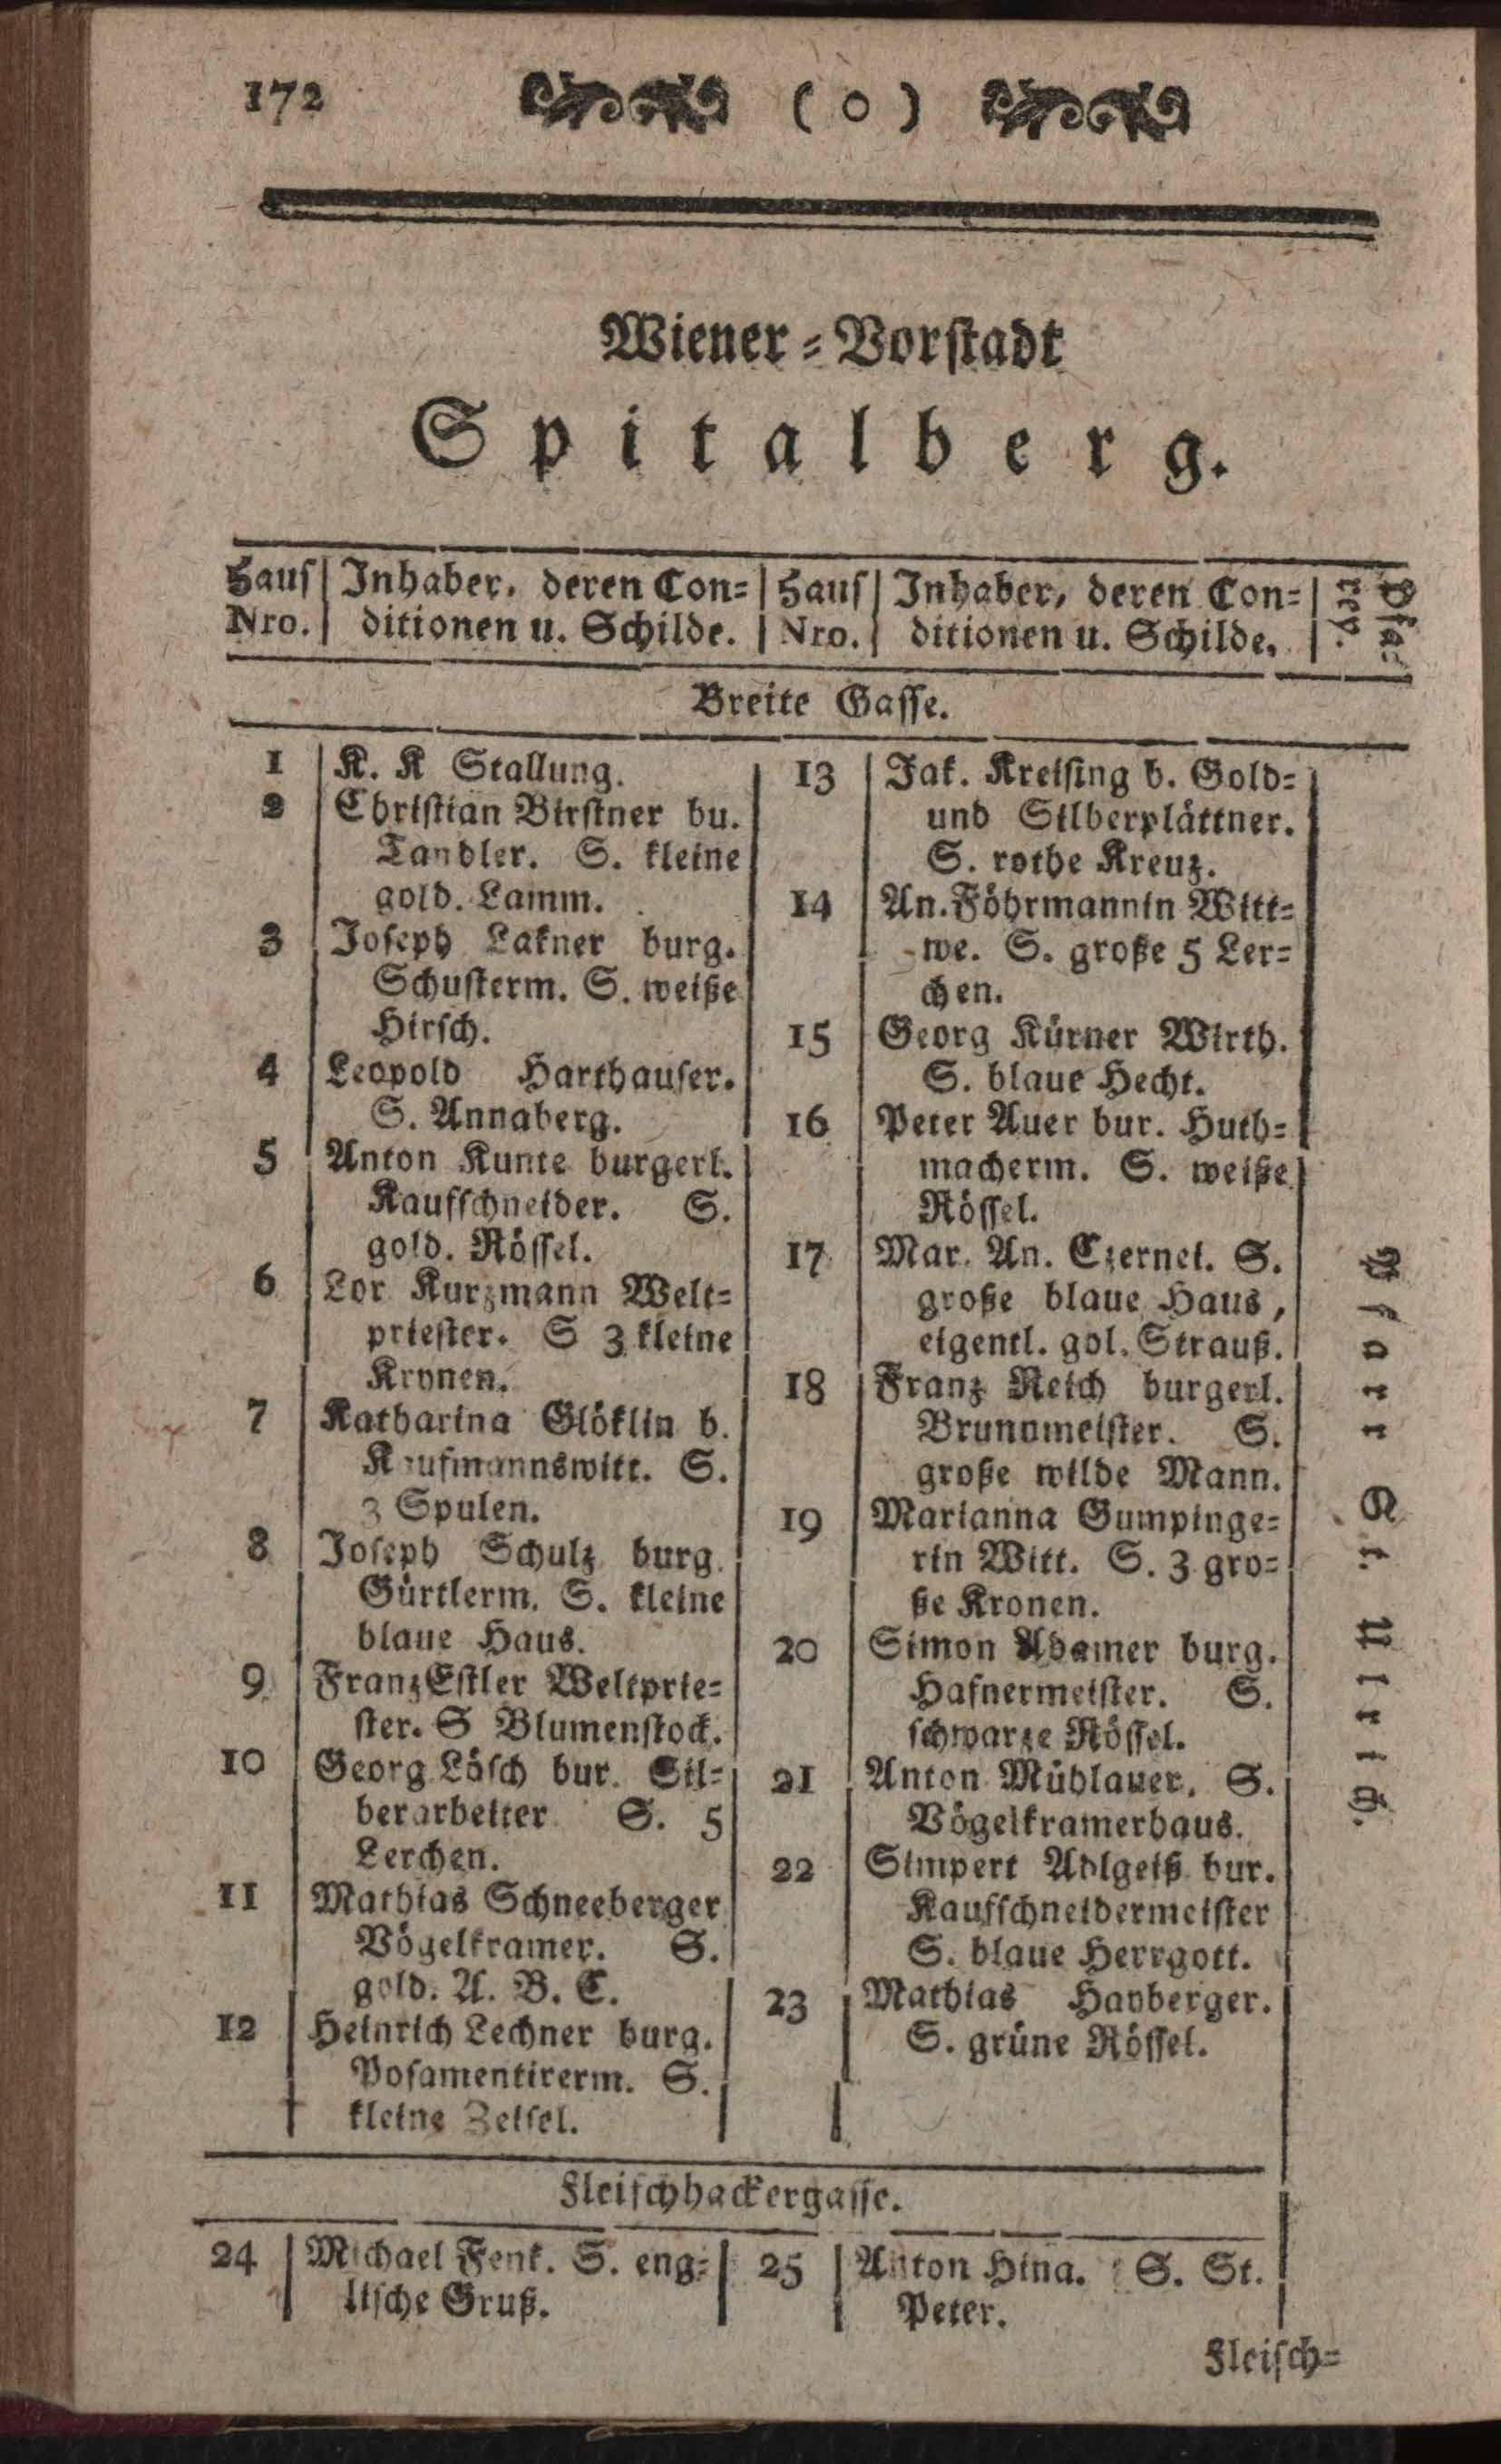 172 ( o )
Wiener-Vorstadt
Spitalberg.
Haus Nro.
Inhaber, deren Con-
ditionen u. Schilde.
Haus Nro.
Inhaber, deren Con-
ditionen u. Schilde.
Pfar-
rey.
Breite Gasse.
1 K. K Stallung.
2 Christian Birstner bu.
Tandler. S. kleine
gold. Lamm.
3 Joseph Lakner burg.
Schusterm. S. weiße
Hirsch.
4 Leopold Harthauser.
S. Annaberg.
5 Anton Kunte burgerl.
Kaufschneider. S.
gold. Rössel.
6 Lor Kurzmann Welt-
priester. S 3 kleine
Kronen.
7 Katharina Glöklin b.
Kaufmannswitt. S.
3 Spulen.
8 Joseph Schulz burg.
Gürtlerm. S. kleine
blaue Haus.
9 Franz Estler Weltprie-
ster. S Blumenstock.
10 Georg Lösch bur. Sil-
berarbeiter S. 5
Lerchen.
11 Mathias Schneeberger
Vögelkramer. S.
gold. A. B. C.
12 Heinrich Lechner burg.
Posamentirerm. S.
kleine Zeisel.
13 Jak. Kreising b. Gold-
und Silberplättner.
S. rothe Kreuz.
14 An. Föhrmannin Witt-
we. S. große 5 Ler-
chen.
15 Georg Kürner Wirth.
S. blaue Hecht.
16 Peter Auer bur. Huth-
macherm. S. weiße
Rössel.
17 Mar. An. Czernei. S.
große blaue Haus,
eigentl. gol. Strauß.
18 Franz Reich burgerl.
Brunnmeister. S.
große wilde Mann.
19 Marianna Gumpinge-
rin Witt. S. 3 gro-
ße Kronen.
20 Simon Adamer burg.
Hafnermeister. S.
schwarze Rössel.
21 Anton Mühlauer. S.
Vögelkramerhaus.
22 Simpert Ahlgeiß bur.
Kaufschneidermeister
S. blaue Herrgott.
23 Mathias Hauberger.
S. grüne Rössel.
Pfarr St. Ulrich.
Fleischhackergasse.
24 Michael Fenk. S. eng-
lische Gruß.
25 Anton Hina. S. St.
Peter.
Fleisch-